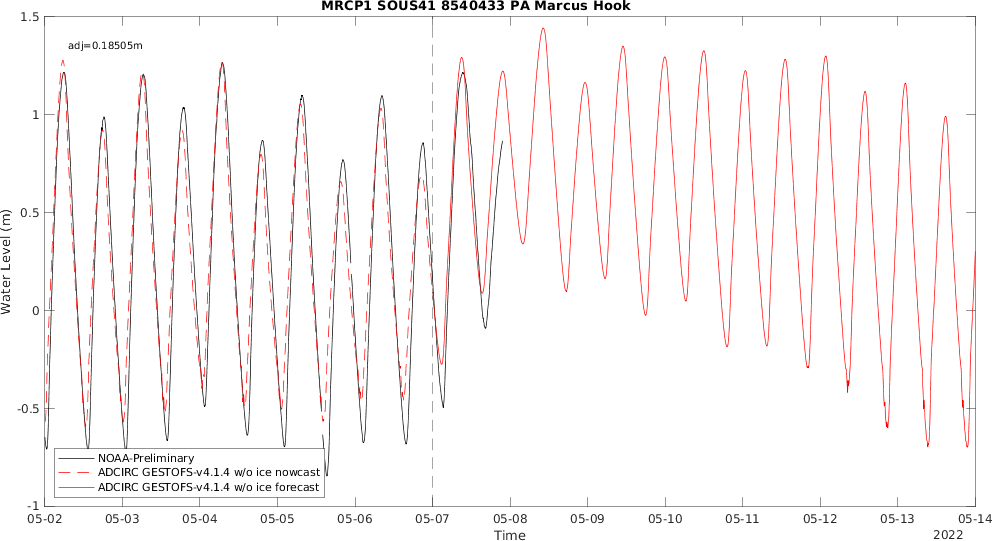 MRCP1 SOUS41 8540433 PA Marcus Hook
adj=0.18505m
1.5
1
0.5
0
-0.5
-1
Water Level (m)
NOAA-Preliminary
ADCIRC GESTOFS-v4.1.4 w/o ice nowcast
ADCIRC GESTOFS-v4.1.4 w/o ice forecast
05-02 05-03 05-04 05-05 05-06 05-07 05-08 05-09 05-10 05-11 05-12 05-13 05-14
Time
2022